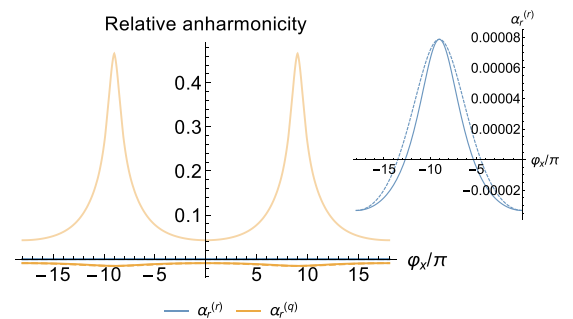 Relative anharmonicity
0.4
0.3
0.2
0.1
−15 −10 −5 5 10 15
φx/π
αr(r)
0.00008
0.00006
0.00004
0.00002
−15 −10 −5
φx/π
−0.00002
αr(r) αr(q)